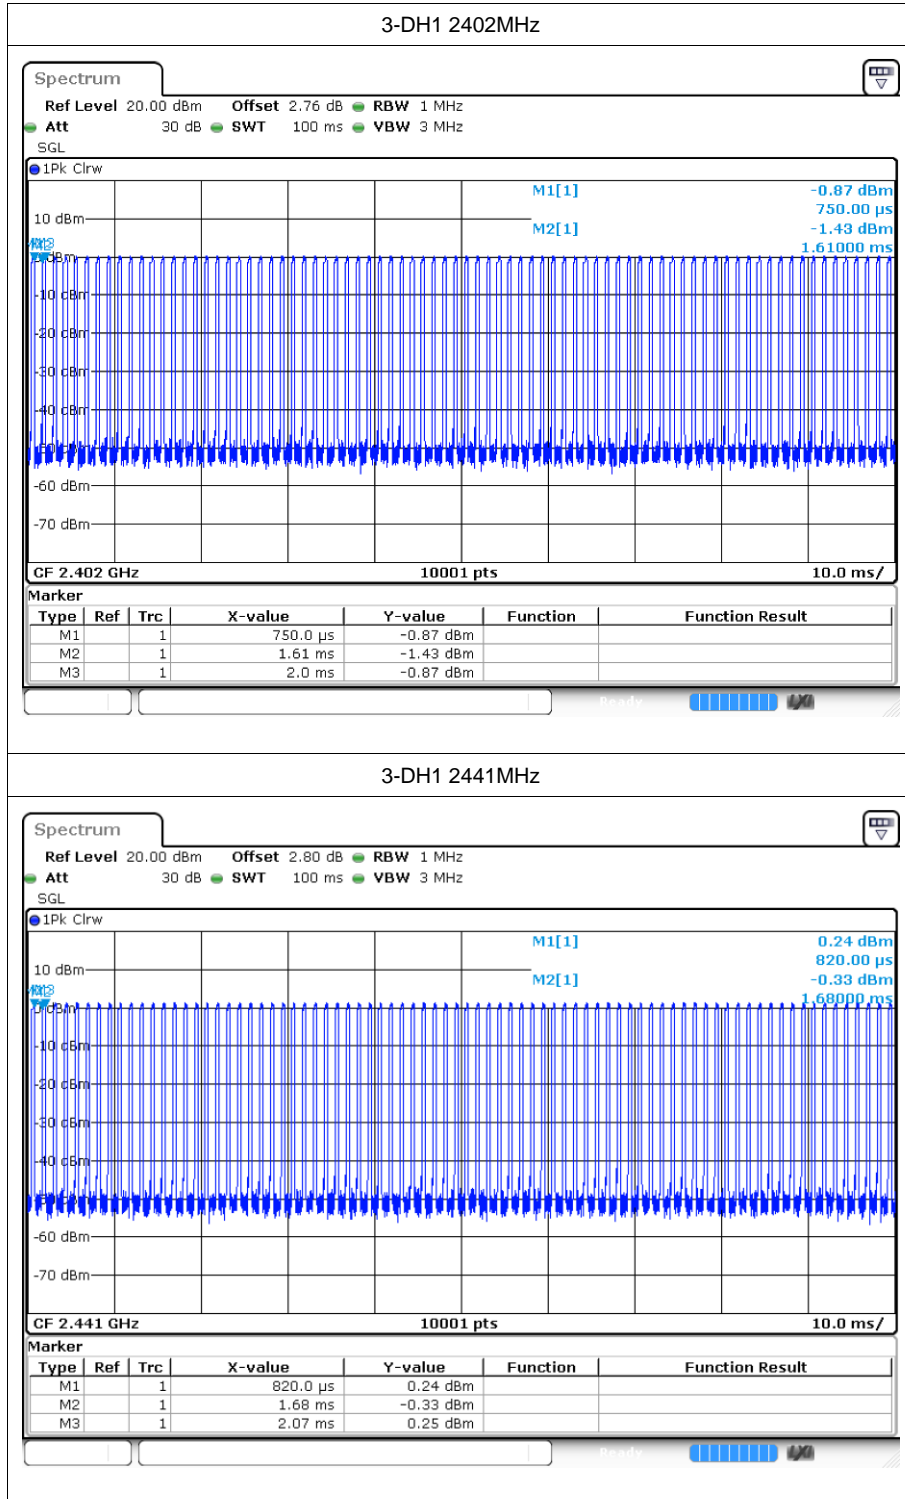 3-DH1 2402MHz
Spectrum
Ref Level 20.00 dBm Offset 2.76 dB RBW 1 MHz
Att 30 dB SWT 100 ms VBW 3 MHz
SGL
1Pk Clrw
M1[1] -0.87 dBm
750.00 µs
10 dBm
M2[1] -1.43 dBm
1.61000 ms
-10 dBm
-20 dBm
-30 dBm
-40 dBm
-60 dBm
-70 dBm
CF 2.402 GHz 10001 pts 10.0 ms/
Marker
Type Ref Trc X-value Y-value Function Function Result
M1 1 750.0 µs -0.87 dBm
M2 1 1.61 ms -1.43 dBm
M3 1 2.0 ms -0.87 dBm
Ready
3-DH1 2441MHz
Spectrum
Ref Level 20.00 dBm Offset 2.80 dB RBW 1 MHz
Att 30 dB SWT 100 ms VBW 3 MHz
SGL
1Pk Clrw
M1[1] 0.24 dBm
820.00 µs
10 dBm
M2[1] -0.33 dBm
1.68000 ms
-10 dBm
-20 dBm
-30 dBm
-40 dBm
-60 dBm
-70 dBm
CF 2.441 GHz 10001 pts 10.0 ms/
Marker
Type Ref Trc X-value Y-value Function Function Result
M1 1 820.0 µs 0.24 dBm
M2 1 1.68 ms -0.33 dBm
M3 1 2.07 ms 0.25 dBm
Ready